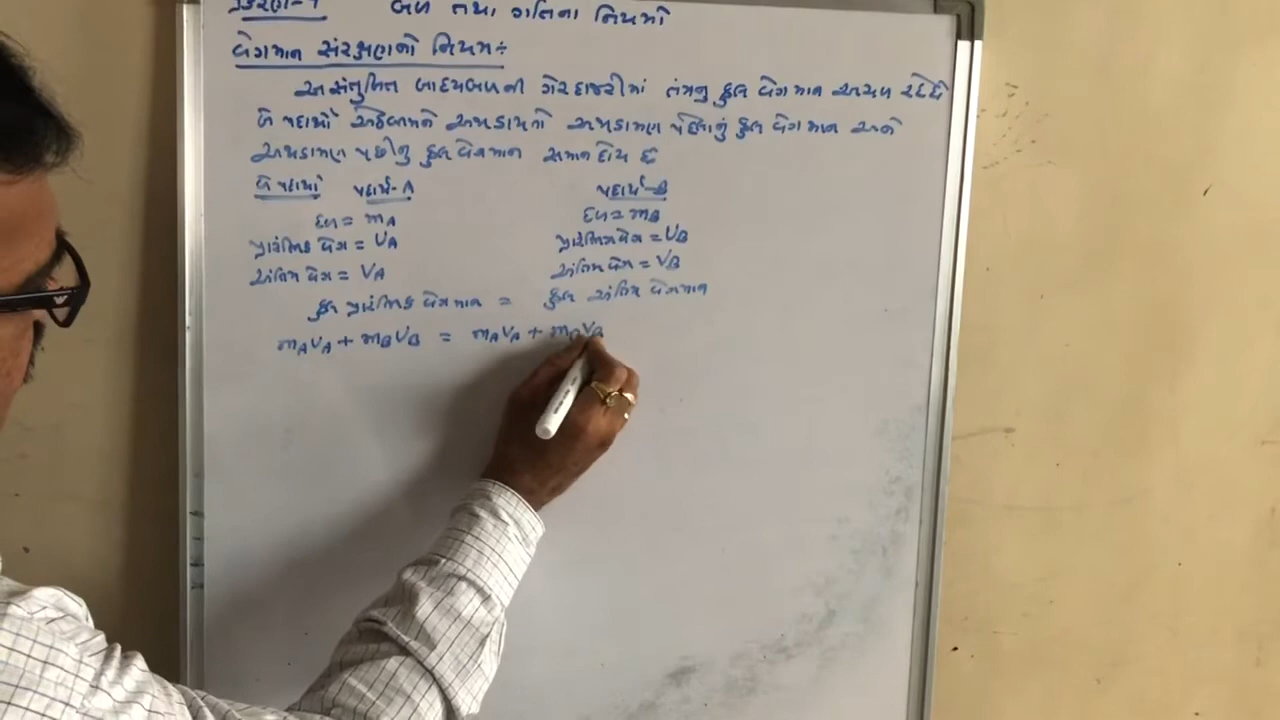 પ્રકરણ-9 બળ તથા ગતિના નિયમો
વેગમાન સંરક્ષણનો નિયમ:
અસંતુલિત બાહ્યબળની ગેરહાજરીમાં તંત્રનું કુલ વેગમાન અચળ રહે છે
બે પદાર્થો એકબીજાને અથડાય તો અથડામણ પહેલાનું કુલ વેગમાન અને
અથડામણ પછીનું કુલ વેગમાન સમાન હોય છે
બે પદાર્થો પદાર્થ-A પદાર્થ-B
દળ = mA દળ = mB
પ્રારંભિક વેગ = UA પ્રારંભિક વેગ = UB
અંતિમ વેગ = VA અંતિમ વેગ = VB
કુલ પ્રારંભિક વેગમાન = કુલ અંતિમ વેગમાન
mAUA + mBUB = mAVA + mBVB